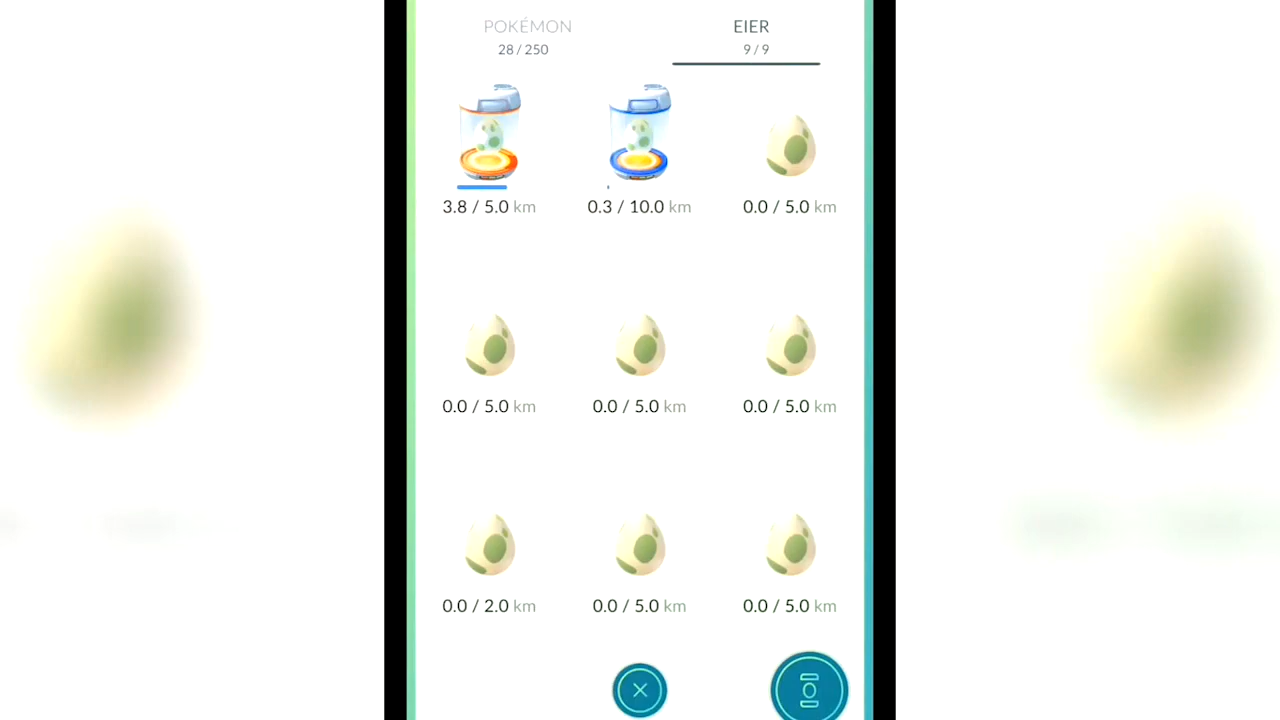 POKÉMON
28 / 250
EIER
9 / 9
3.8 / 5.0 km
0.3 / 10.0 km
0.0 / 5.0 km
0.0 / 5.0 km
0.0 / 5.0 km
0.0 / 5.0 km
0.0 / 2.0 km
0.0 / 5.0 km
0.0 / 5.0 km